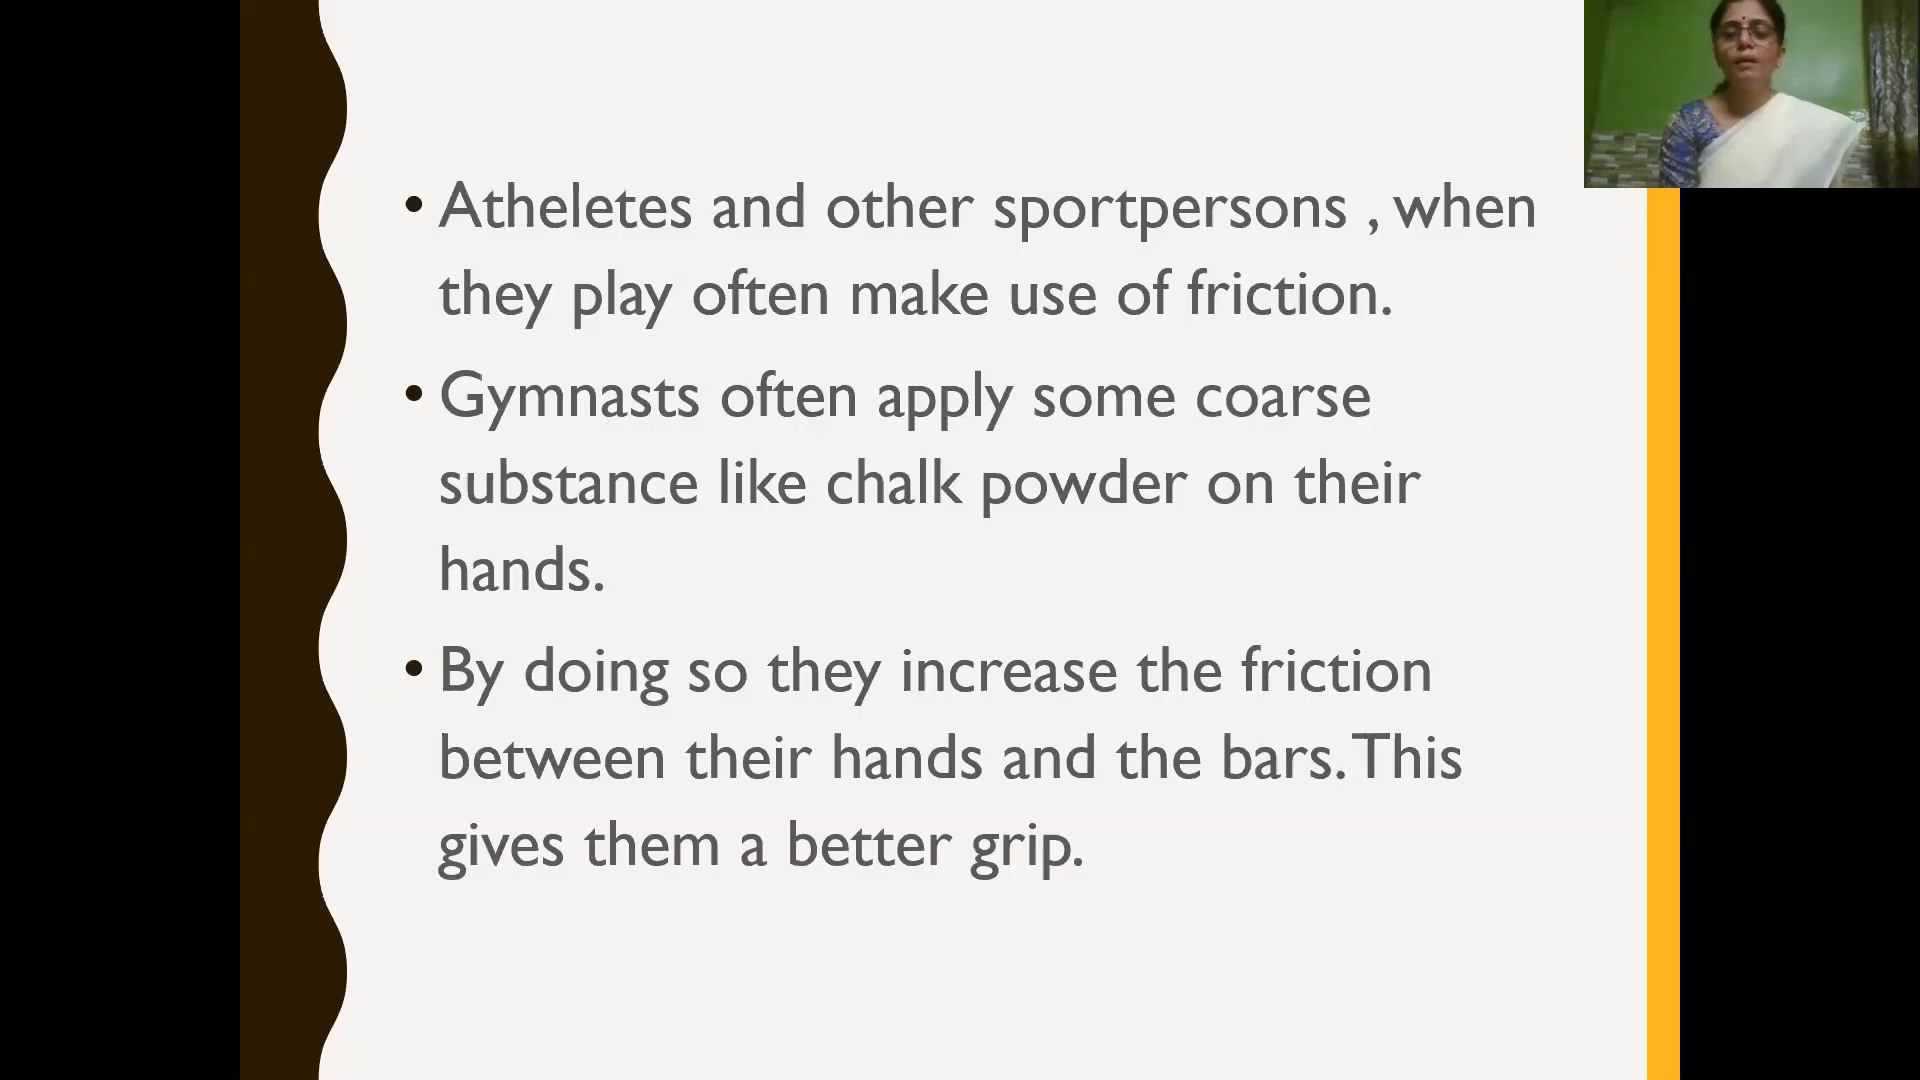 • Atheletes and other sportpersons , when
they play often make use of friction.
• Gymnasts often apply some coarse
substance like chalk powder on their
hands.
• By doing so they increase the friction
between their hands and the bars. This
gives them a better grip.